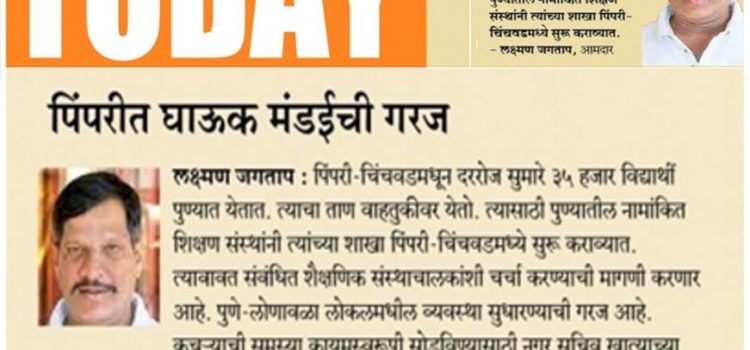 TODAY
पुण्यातील नामांकित शिक्षण
संस्थांनी त्यांच्या शाखा पिंपरी-
चिंचवडमध्ये सुरू कराव्यात.
- लक्ष्मण जगताप, आमदार
पिंपरीत घाऊक मंडईची गरज
लक्ष्मण जगताप : पिंपरी-चिंचवडमधून दररोज सुमारे ३५ हजार विद्यार्थी
पुण्यात येतात. त्याचा ताण वाहतुकीवर येतो. त्यासाठी पुण्यातील नामांकित
शिक्षण संस्थांनी त्यांच्या शाखा पिंपरी-चिंचवडमध्ये सुरू कराव्यात.
त्याबाबत संबंधित शैक्षणिक संस्थाचालकांशी चर्चा करण्याची मागणी करणार
आहे. पुणे-लोणावळा लोकलमधील व्यवस्था सुधारण्याची गरज आहे.
कचऱ्याची समस्या कायमस्वरूपी सोडविण्यासाठी नगर सचिव खात्याच्या